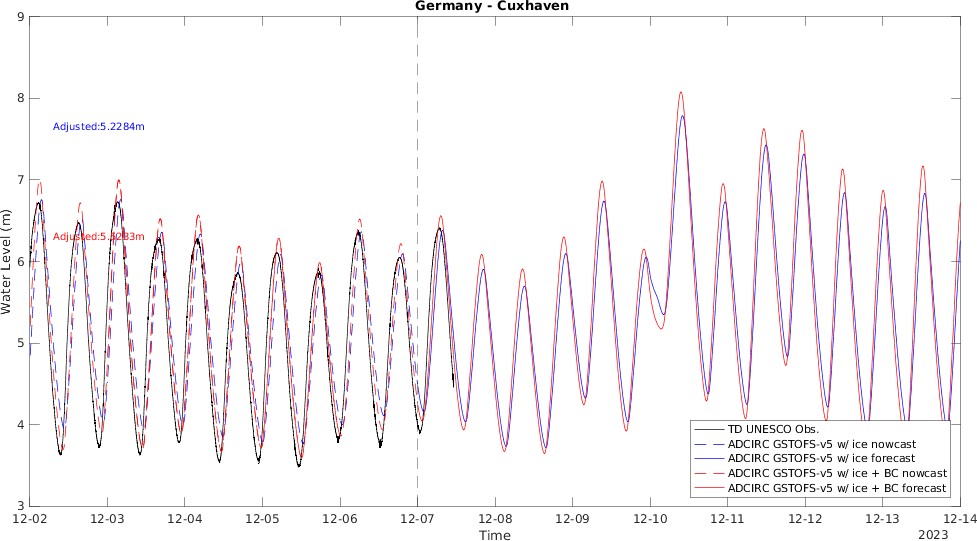 Germany - Cuxhaven
Water Level (m)
9
8
7
6
5
4
3
Adjusted:5.2284m
TD UNESCO Obs.
ADCIRC GSTOFS-v5 w/ ice nowcast
ADCIRC GSTOFS-v5 w/ ice forecast
ADCIRC GSTOFS-v5 w/ ice + BC nowcast
ADCIRC GSTOFS-v5 w/ ice + BC forecast
12-02 12-03 12-04 12-05 12-06 12-07 12-08 12-09 12-10 12-11 12-12 12-13 12-14
Time
2023